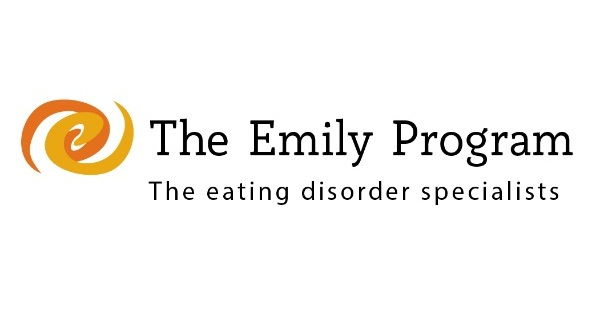 The Emily Program
The eating disorder specialists